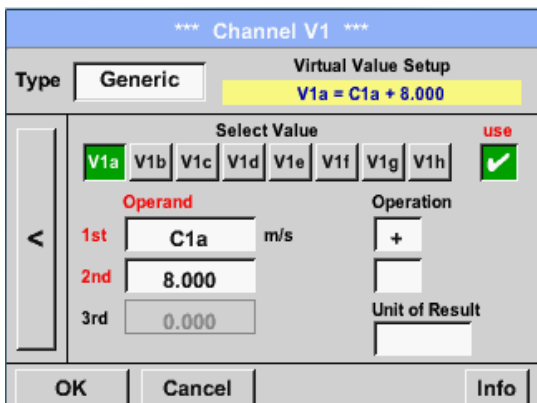 *** Channel V1 ***
Type Generic
Virtual Value Setup
V1a = C1a + 8.000
Select Value use
V1a V1b V1c V1d V1e V1f V1g V1h ✔
Operand Operation
< 1st C1a m/s +
2nd 8.000
3rd 0.000
Unit of Result
OK Cancel Info